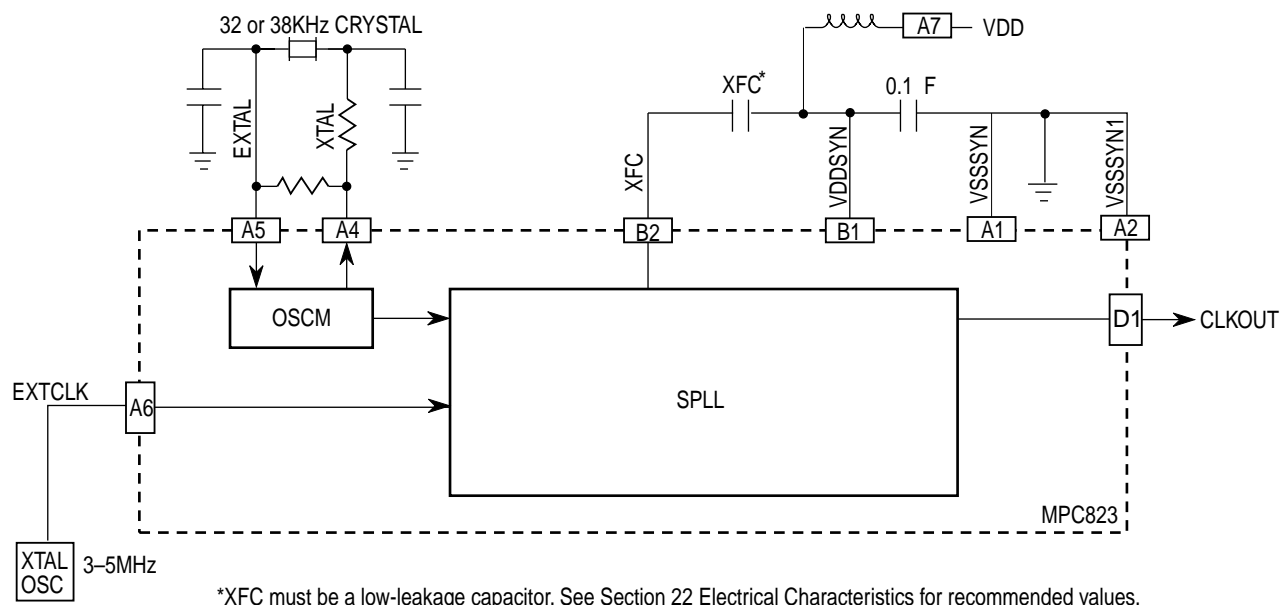 32 or 38KHz CRYSTAL
A7
VDD
XFC*
0.1 F
EXTAL
XTAL
XFC
VDDSYN
VSSSYN
VSSSYN1
A5
A4
B2
B1
A1
A2
OSCM
D1
CLKOUT
EXTCLK
A6
SPLL
MPC823
XTAL
OSC
3–5MHz
*XFC must be a low-leakage capacitor. See Section 22 Electrical Characteristics for recommended values.